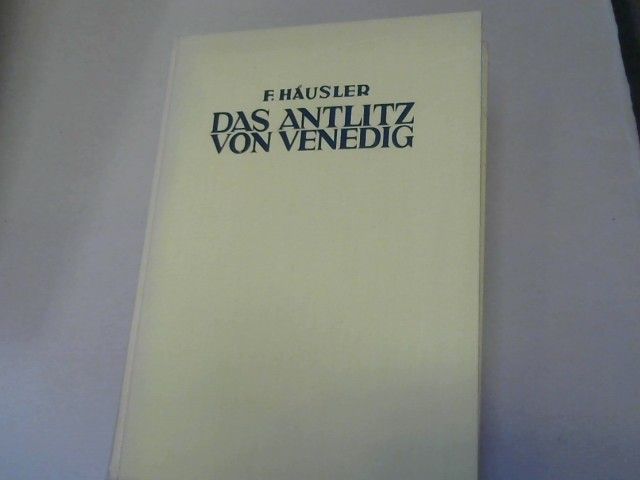 F. HÄUSLER
DAS ANTLITZ
VON VENEDIG